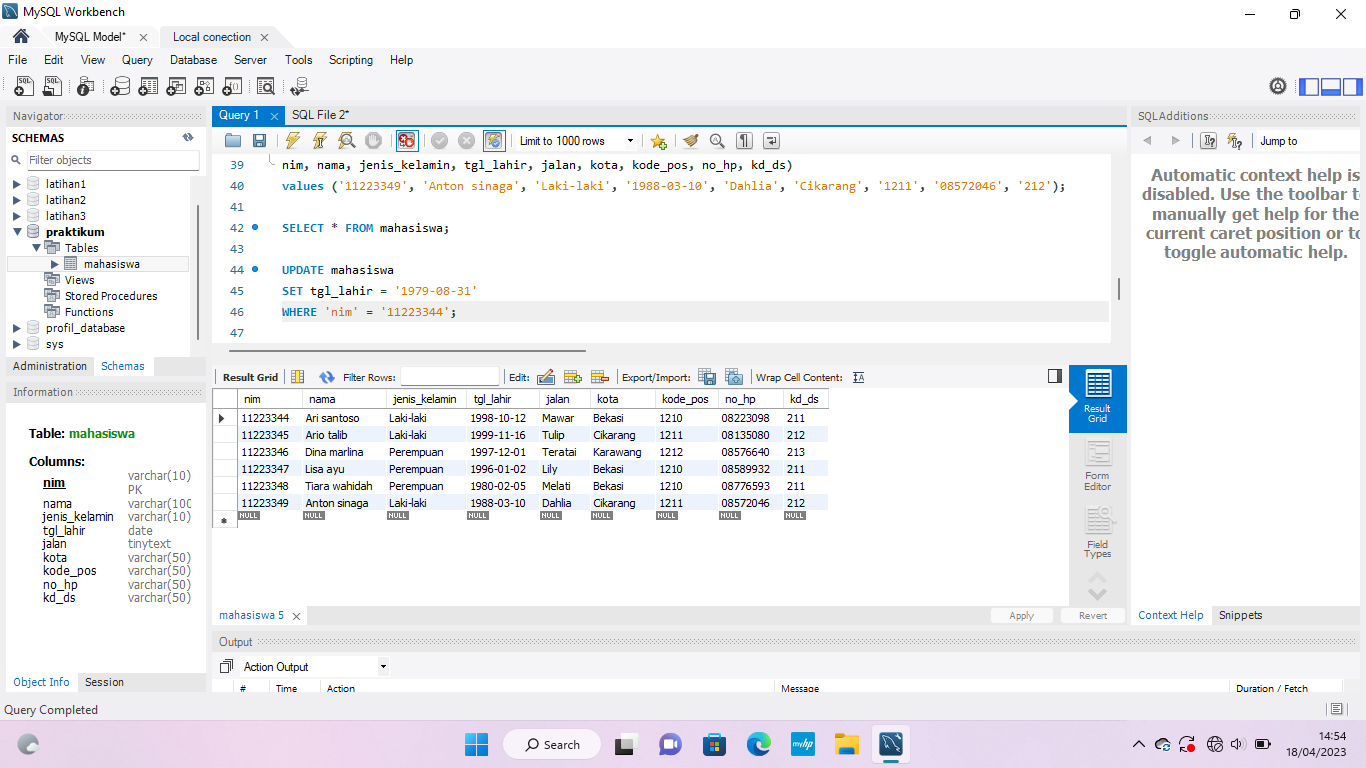 MySQL Workbench
MySQL Model*
Local conection
File Edit View Query Database Server Tools Scripting Help
Navigator
SCHEMAS
Filter objects
latihan1
latihan2
latihan3
praktikum
Tables
mahasiswa
Views
Stored Procedures
Functions
profil_database
sys
Administration Schemas
Information
Table: mahasiswa
Columns:
nim varchar(10) PK
nama varchar(100
jenis_kelamin varchar(10)
tgl_lahir date
jalan tinytext
kota varchar(50)
kode_pos varchar(50)
no_hp varchar(50)
kd_ds varchar(50)
Object Info Session
Query 1 SQL File 2*
Limit to 1000 rows
39 nim, nama, jenis_kelamin, tgl_lahir, jalan, kota, kode_pos, no_hp, kd_ds)
40 values ('11223349', 'Anton sinaga', 'Laki-laki', '1988-03-10', 'Dahlia', 'Cikarang', '1211', '08572046', '212');
41
42 SELECT * FROM mahasiswa;
43
44 UPDATE mahasiswa
45 SET tgl_lahir = '1979-08-31'
46 WHERE 'nim' = '11223344';
47
Result Grid Filter Rows: Edit: Export/Import: Wrap Cell Content:
nim nama jenis_kelamin tgl_lahir jalan kota kode_pos no_hp kd_ds
11223344 Ari santoso Laki-laki 1998-10-12 Mawar Bekasi 1210 08223098 211
11223345 Ario talib Laki-laki 1999-11-16 Tulip Cikarang 1211 08135080 212
11223346 Dina marlina Perempuan 1997-12-01 Teratai Karawang 1212 08576640 213
11223347 Lisa ayu Perempuan 1996-01-02 Lily Bekasi 1210 08589932 211
11223348 Tiara wahidah Perempuan 1980-02-05 Melati Bekasi 1210 08776593 211
11223349 Anton sinaga Laki-laki 1988-03-10 Dahlia Cikarang 1211 08572046 212
NULL NULL NULL NULL NULL NULL NULL NULL NULL
Result Grid
Form Editor
Field Types
mahasiswa 5
Apply Revert
Output
Action Output
# Time Action Message Duration / Fetch
SQLAdditions
Jump to
Automatic context help is
disabled. Use the toolbar t
manually get help for the
current caret position or to
toggle automatic help.
Context Help Snippets
Query Completed
Search
myhp
14:54
18/04/2023